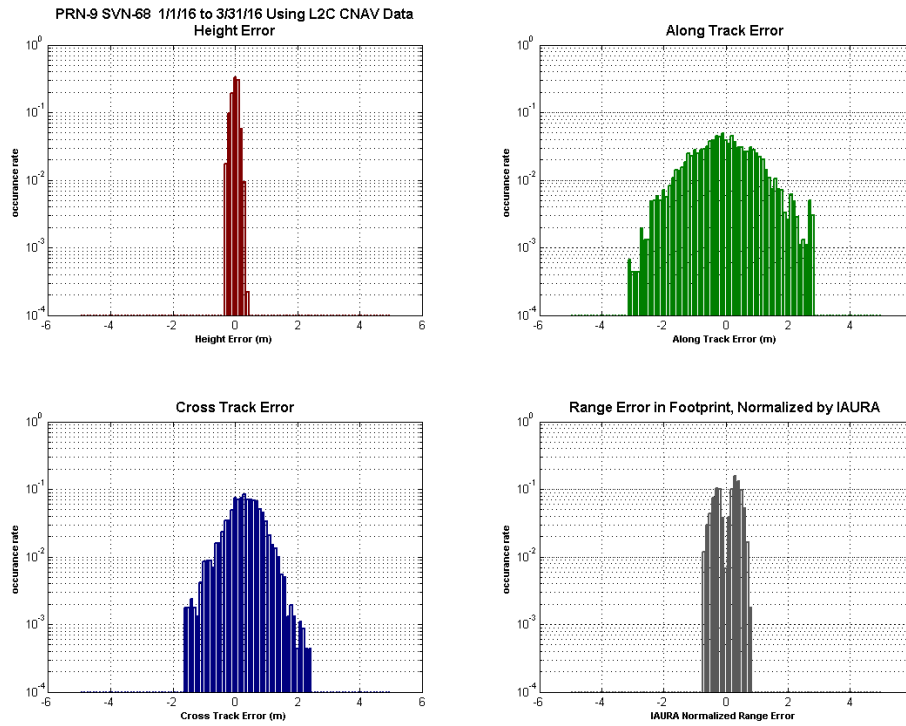 PRN-9 SVN-68 1/1/16 to 3/31/16 Using L2C CNAV Data
Height Error
10^0
10^-1
10^-2
10^-3
10^-4
occurance rate
-6 -4 -2 0 2 4 6
Height Error (m)
Along Track Error
10^0
10^-1
10^-2
10^-3
10^-4
occurance rate
-6 -4 -2 0 2 4
Along Track Error (m)
Cross Track Error
10^0
10^-1
10^-2
10^-3
10^-4
occurance rate
-6 -4 -2 0 2 4 6
Cross Track Error (m)
Range Error in Footprint, Normalized by IAURA
10^0
10^-1
10^-2
10^-3
10^-4
occurance rate
-6 -4 -2 0 2 4
IAURA Normalized Range Error